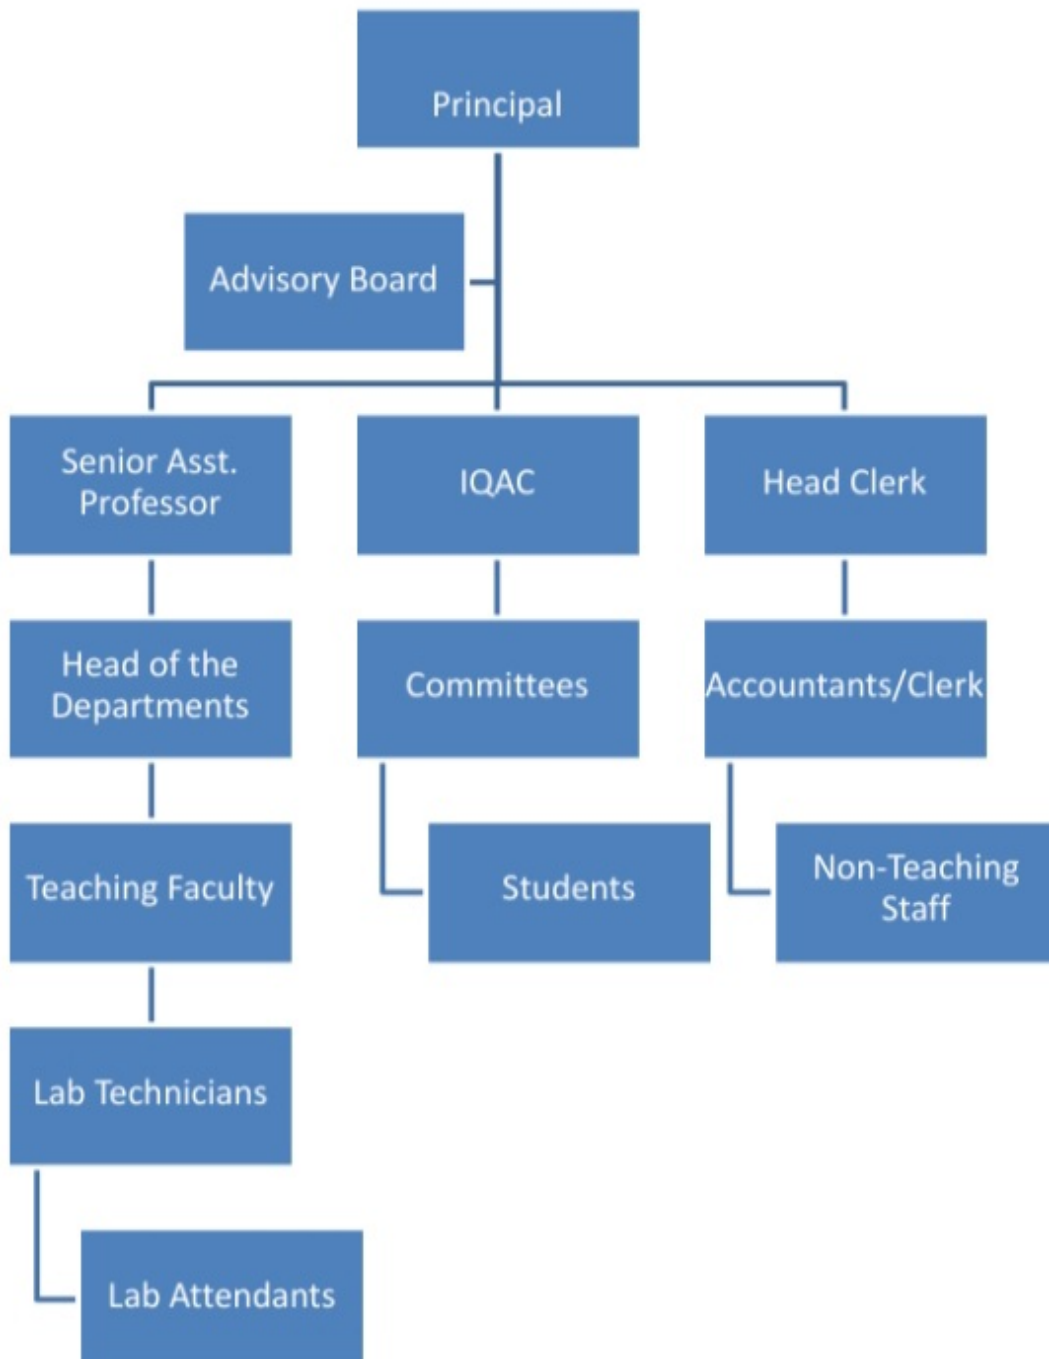 Principal
Advisory Board
Senior Asst.
Professor
IQAC
Head Clerk
Head of the
Departments
Committees
Accountants/Clerk
Teaching Faculty
Students
Non-Teaching
Staff
Lab Technicians
Lab Attendants